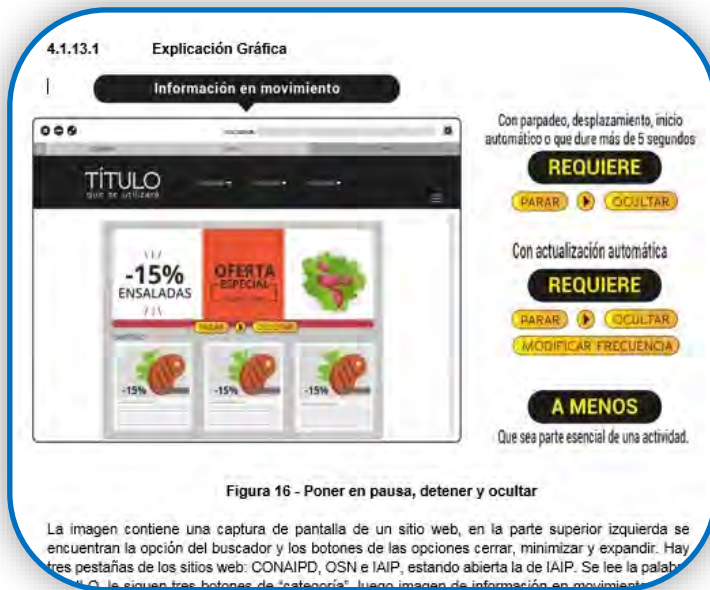 4.1.13.1 Explicación Gráfica
Información en movimiento
TÍTULO
que se utilizará
-15%
ENSALADAS
OFERTA
ESPECIAL
PARAR OCULTAR
-15%
-15%
-15%
Con parpadeo, desplazamiento, inicio
automático o que dure más de 5 segundos
REQUIERE
PARAR OCULTAR
Con actualización automática
REQUIERE
PARAR OCULTAR
MODIFICAR FRECUENCIA
A MENOS
Que sea parte esencial de una actividad.
Figura 16 - Poner en pausa, detener y ocultar
La imagen contiene una captura de pantalla de un sitio web, en la parte superior izquierda se
encuentran la opción del buscador y los botones de las opciones cerrar, minimizar y expandir. Hay
tres pestañas de los sitios web: CONAIPD, OSN e IAIP, estando abierta la de IAIP. Se lee la
le siguen tres botones de "categoría", luego imagen de información en movimiento